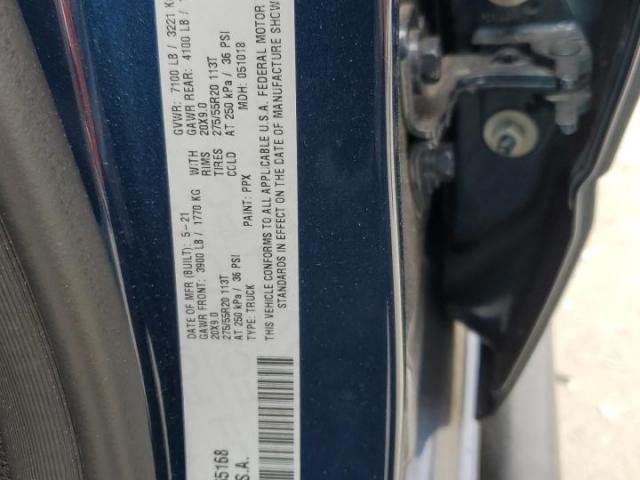 DATE OF MFR (BUILT): 5-21 GVWR: 7100 LB / 3221 K
GAWR FRONT: 3900 LB / 1770 KG WITH GAWR REAR: 4100 LB /
20X9.0 RIMS 20X9.0
275/55R20 113T TIRES 275/55R20 113T
AT 250 kPa / 36 PSI COLD AT 250 kPa / 36 PSI
TYPE: TRUCK PAINT: PPX MDH: 051018
THIS VEHICLE CONFORMS TO ALL APPLICABLE U.S.A. FEDERAL MOTOR
STANDARDS IN EFFECT ON THE DATE OF MANUFACTURE SHOW
5168
S.A.